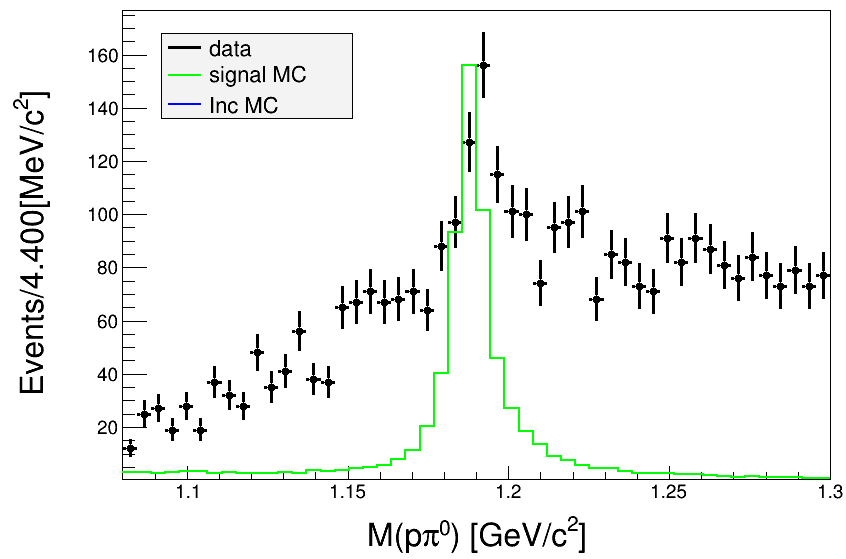 Events/4.400[MeV/c²]
160
140
120
100
80
60
40
20
data
signal MC
Inc MC
1.1
1.15
1.2
1.25
1.3
M(pπ⁰) [GeV/c²]